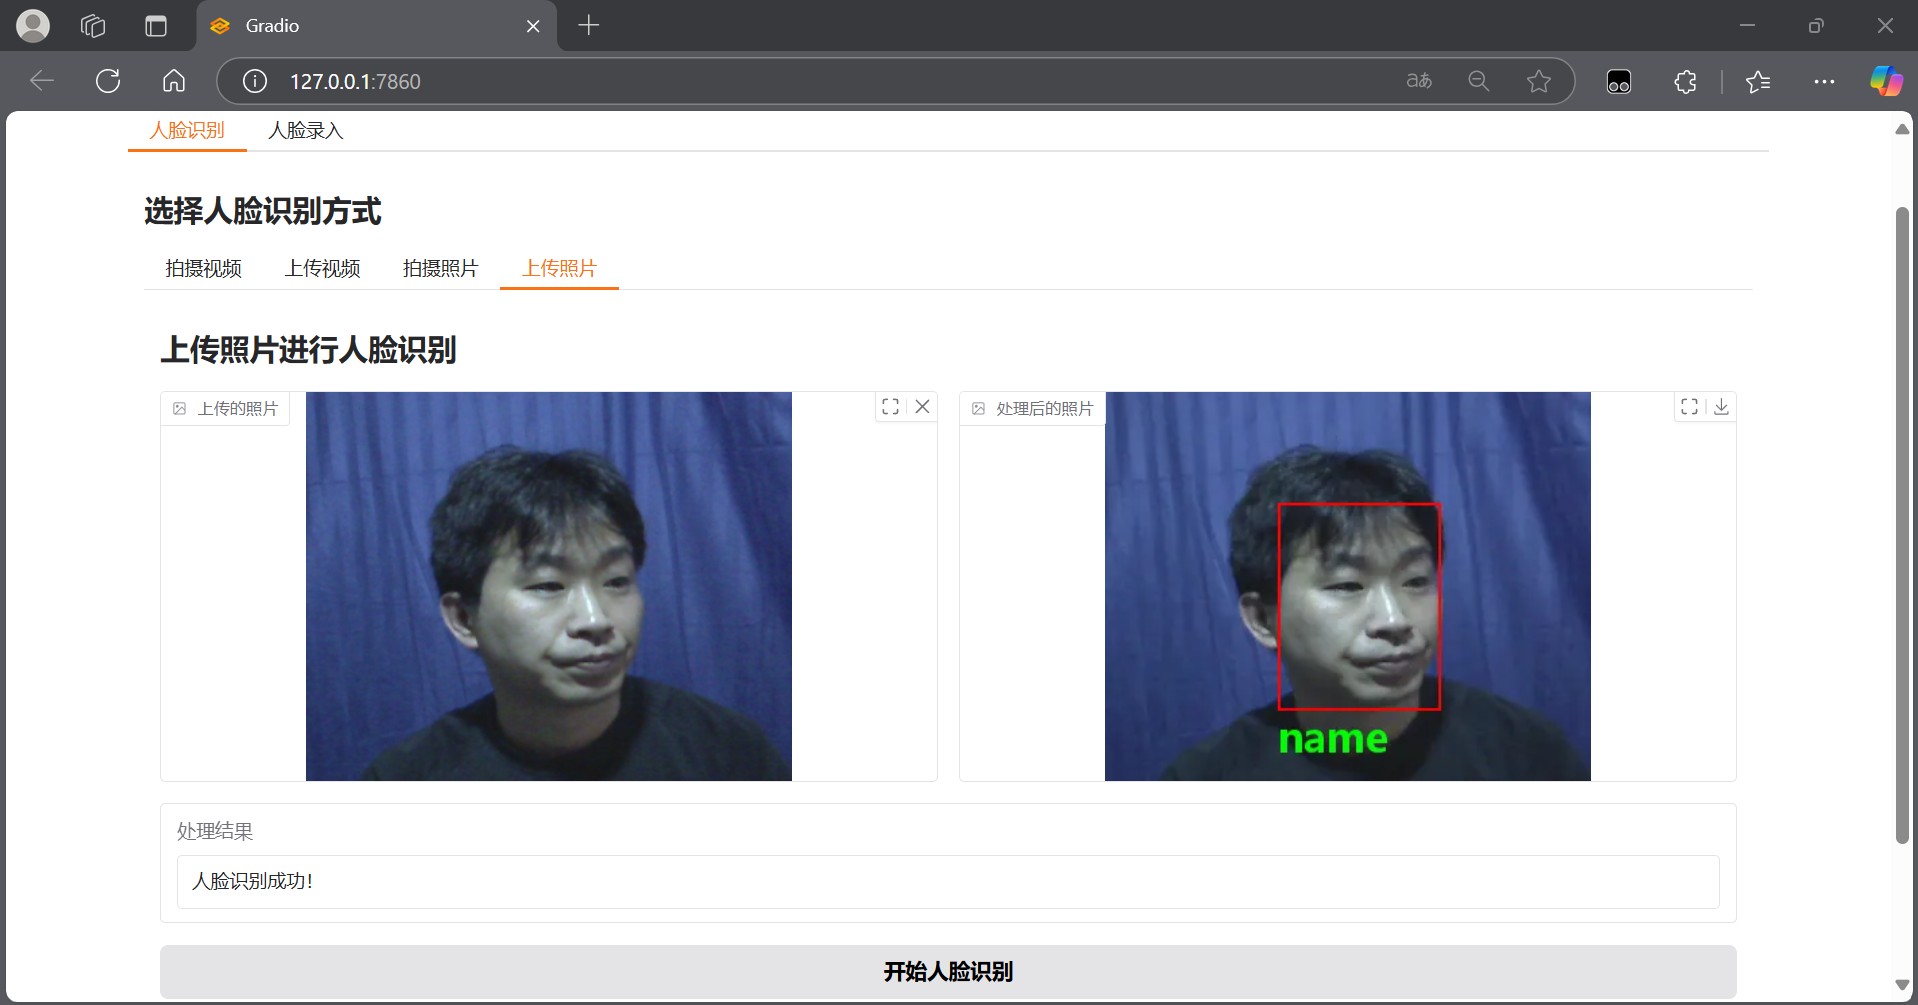 Gradio
127.0.0.1:7860
aあ
人脸识别 人脸录入
选择人脸识别方式
拍摄视频 上传视频 拍摄照片 上传照片
上传照片进行人脸识别
上传的照片 处理后的照片
name
处理结果
人脸识别成功!
开始人脸识别